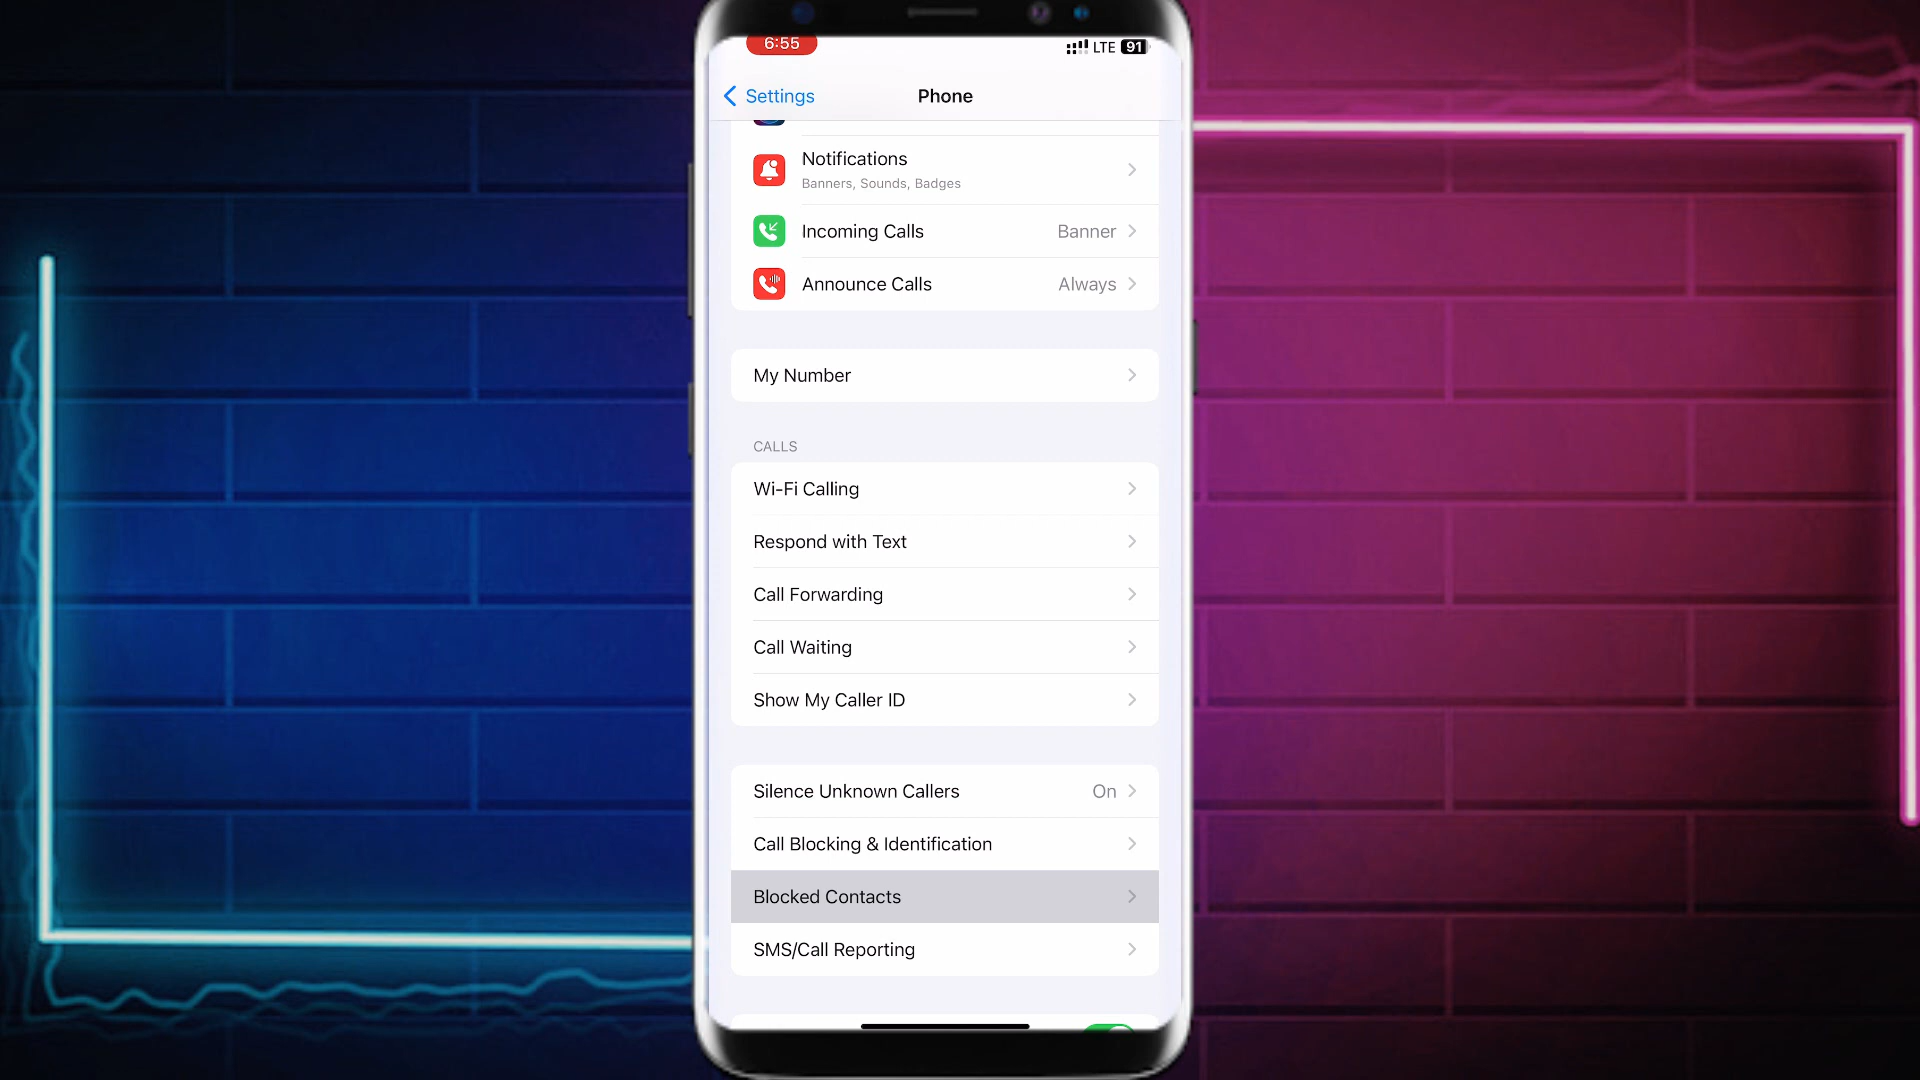 6:55
LTE 91
Settings
Phone
Notifications
Banners, Sounds, Badges
Incoming Calls Banner
Announce Calls Always
My Number
CALLS
Wi-Fi Calling
Respond with Text
Call Forwarding
Call Waiting
Show My Caller ID
Silence Unknown Callers On
Call Blocking & Identification
Blocked Contacts
SMS/Call Reporting